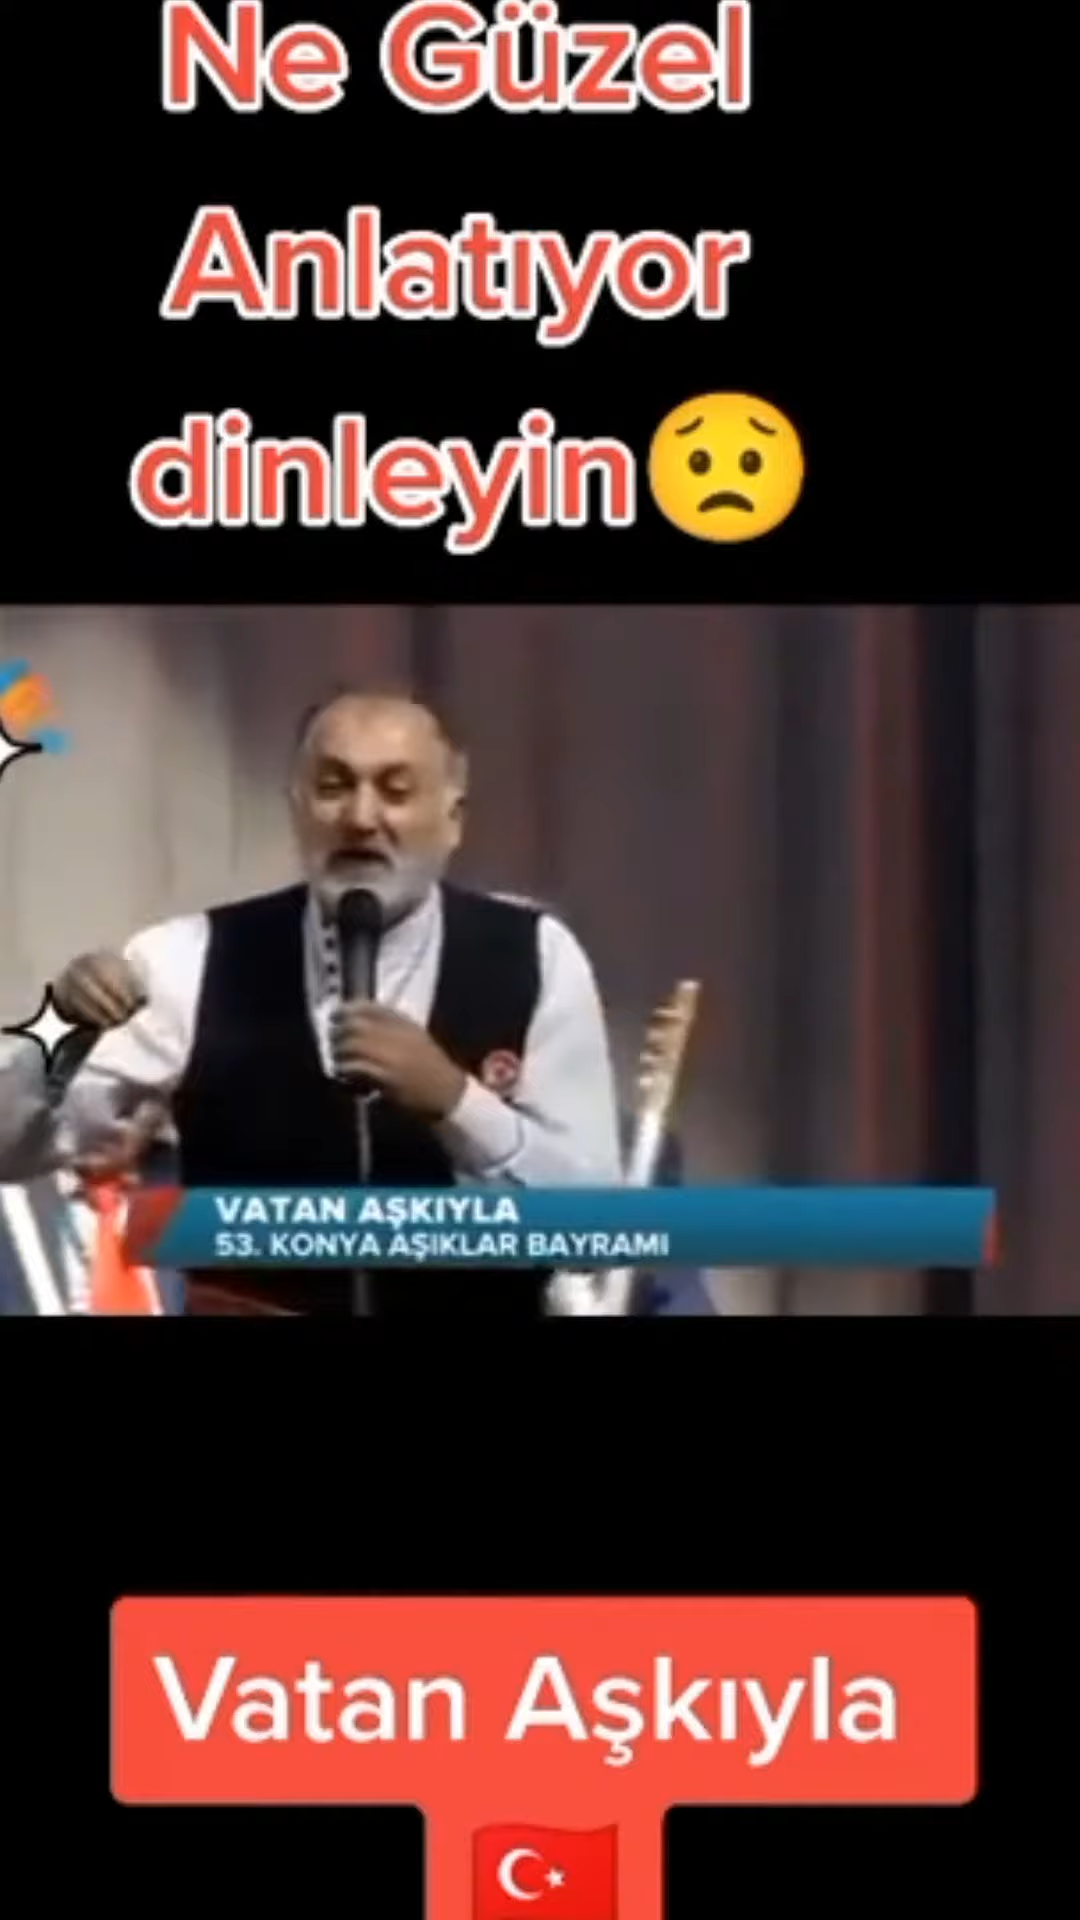 Ne Güzel
Anlatıyor
dinleyin😟
VATAN AŞKIYLA
53. KONYA AŞIKLAR BAYRAMI
Vatan Aşkıyla
🇹🇷